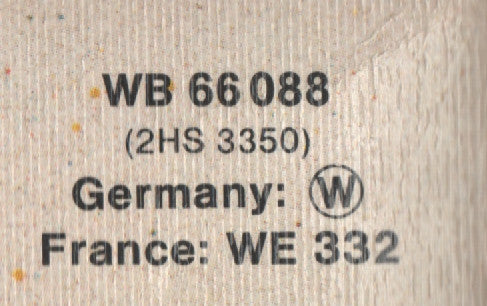 WB 66 088
(2HS 3350)
Germany: Ⓦ
France: WE 332